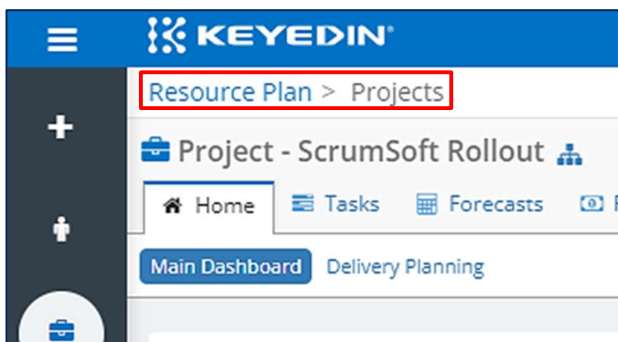 KEYEDIN
Resource Plan > Projects
Project - ScrumSoft Rollout
Home Tasks Forecasts
Main Dashboard Delivery Planning